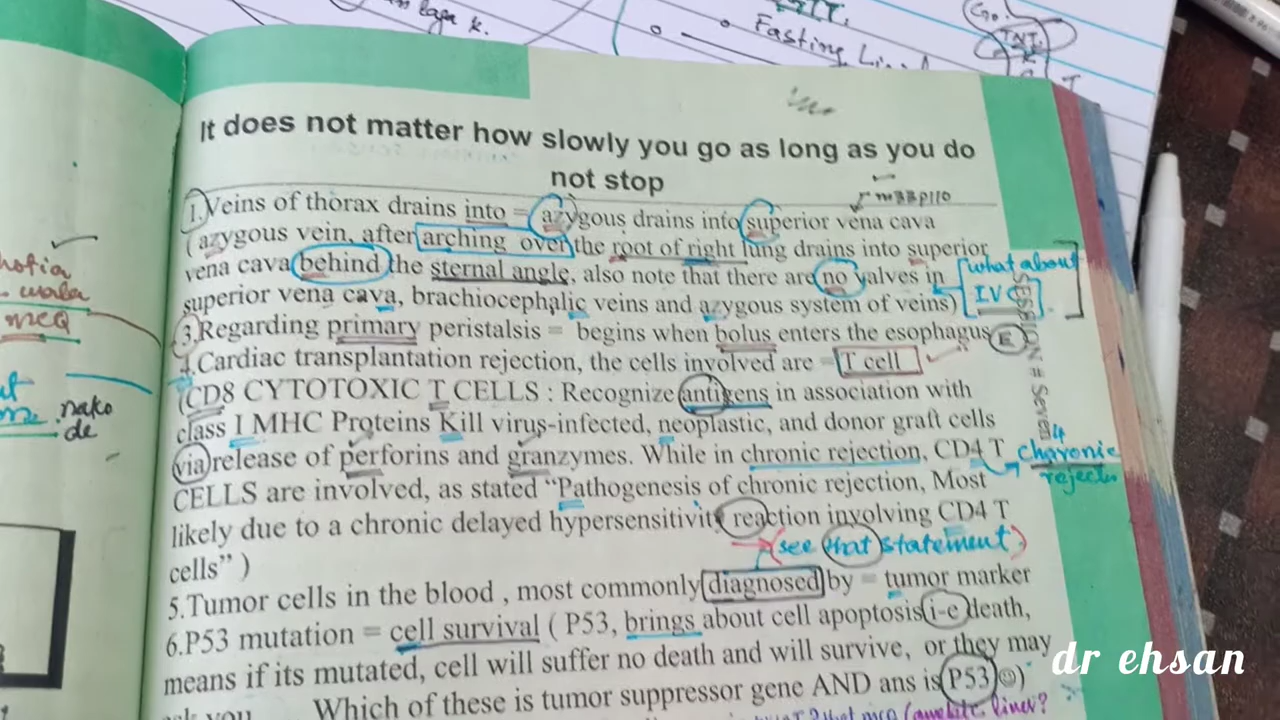 Fasting
It does not matter how slowly you go as long as you do
not stop
MBBP110
1.Veins of thorax drains into = azygous drains into superior vena cava
(azygous vein, after arching over the root of right lung drains into superior
vena cava behind the sternal angle, also note that there are no valves in
superior vena cava, brachiocephalic veins and azygous system of veins)
what about
IVC
3.Regarding primary peristalsis = begins when bolus enters the esophagus
E
4.Cardiac transplantation rejection, the cells involved are = T cell
(CD8 CYTOTOXIC T CELLS : Recognize antigens in association with
class I MHC Proteins Kill virus-infected, neoplastic, and donor graft cells
via release of perforins and granzymes. While in chronic rejection, CD4 T
CELLS are involved, as stated “Pathogenesis of chronic rejection, Most
likely due to a chronic delayed hypersensitivity reaction involving CD4 T
cells” )
(see that statement)
5.Tumor cells in the blood , most commonly diagnosed by = tumor marker
6.P53 mutation = cell survival ( P53, brings about cell apoptosis i-e death,
means if its mutated, cell will suffer no death and will survive, or they may
ask you Which of these is tumor suppressor gene AND ans is P53☺)
SESSION # Seven
4
wala
mcq
nako
de
dr ehsan